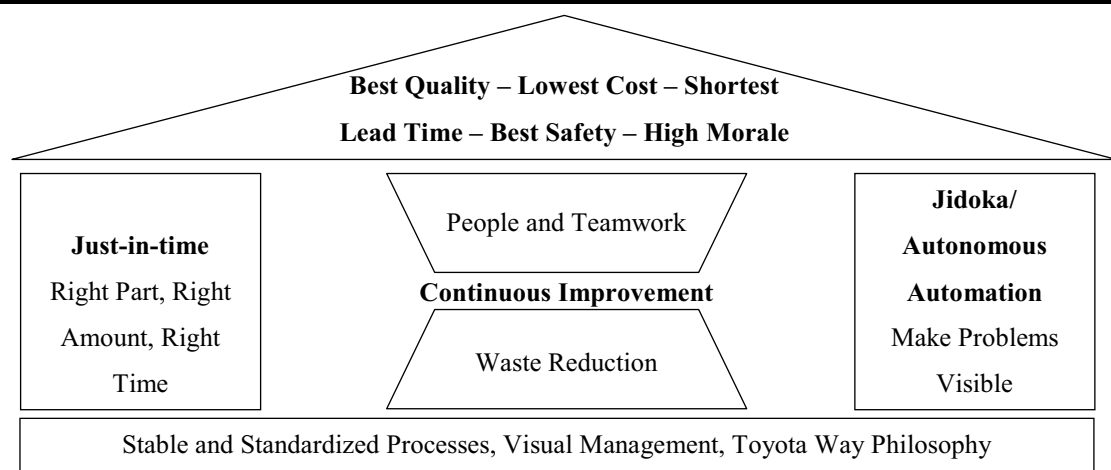 Best Quality – Lowest Cost – Shortest
Lead Time – Best Safety – High Morale
Just-in-time
Right Part, Right
Amount, Right
Time
People and Teamwork
Continuous Improvement
Waste Reduction
Jidoka/
Autonomous
Automation
Make Problems
Visible
Stable and Standardized Processes, Visual Management, Toyota Way Philosophy